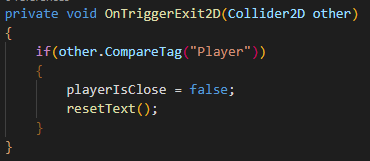 private void OnTriggerExit2D(Collider2D other)
{
    if(other.CompareTag("Player"))
    {
        playerIsClose = false;
        resetText();
    }
}